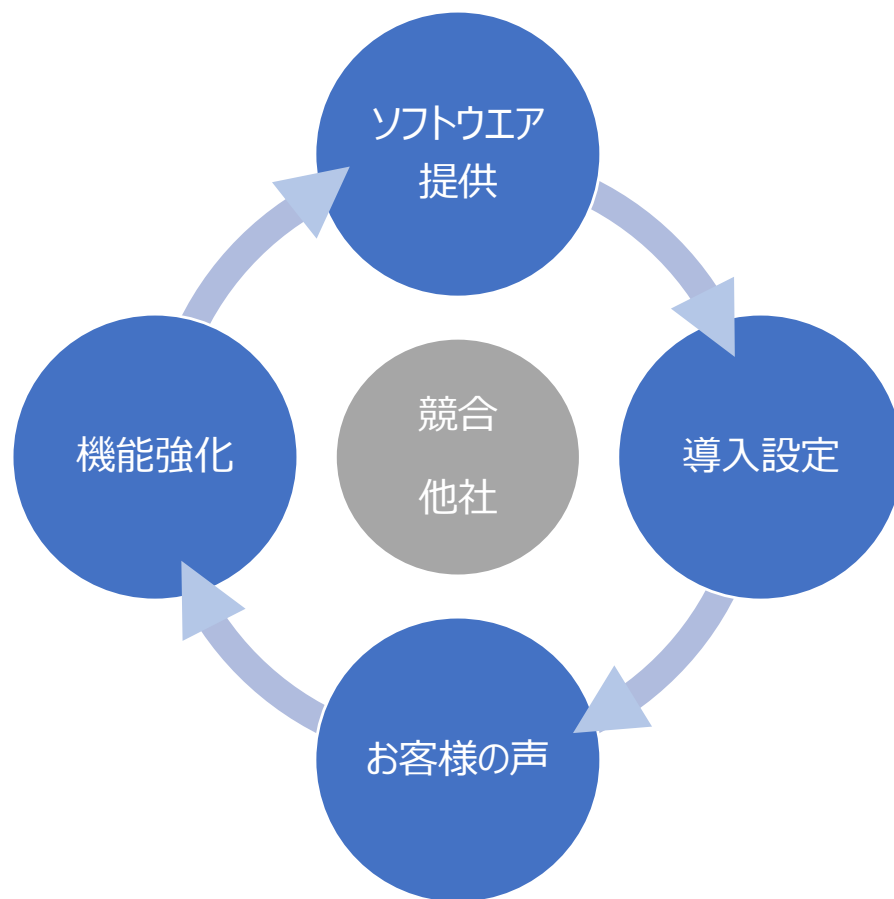 ソフトウエア
提供
機能強化
競合
他社
導入設定
お客様の声